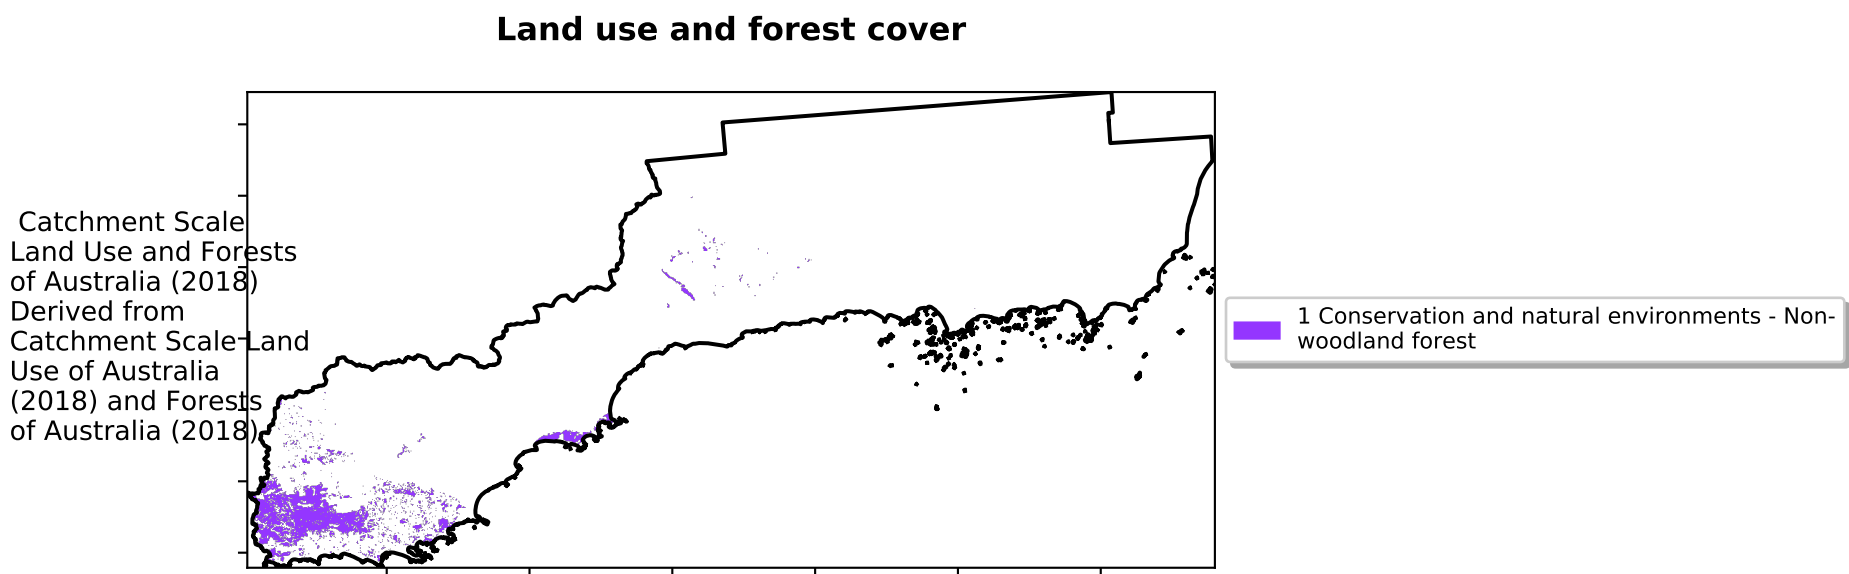 Land use and forest cover
Catchment Scale
Land Use and Forests
of Australia (2018)
Derived from
Catchment Scale Land
Use of Australia
(2018) and Forests
of Australia (2018)
1 Conservation and natural environments - Non-
woodland forest